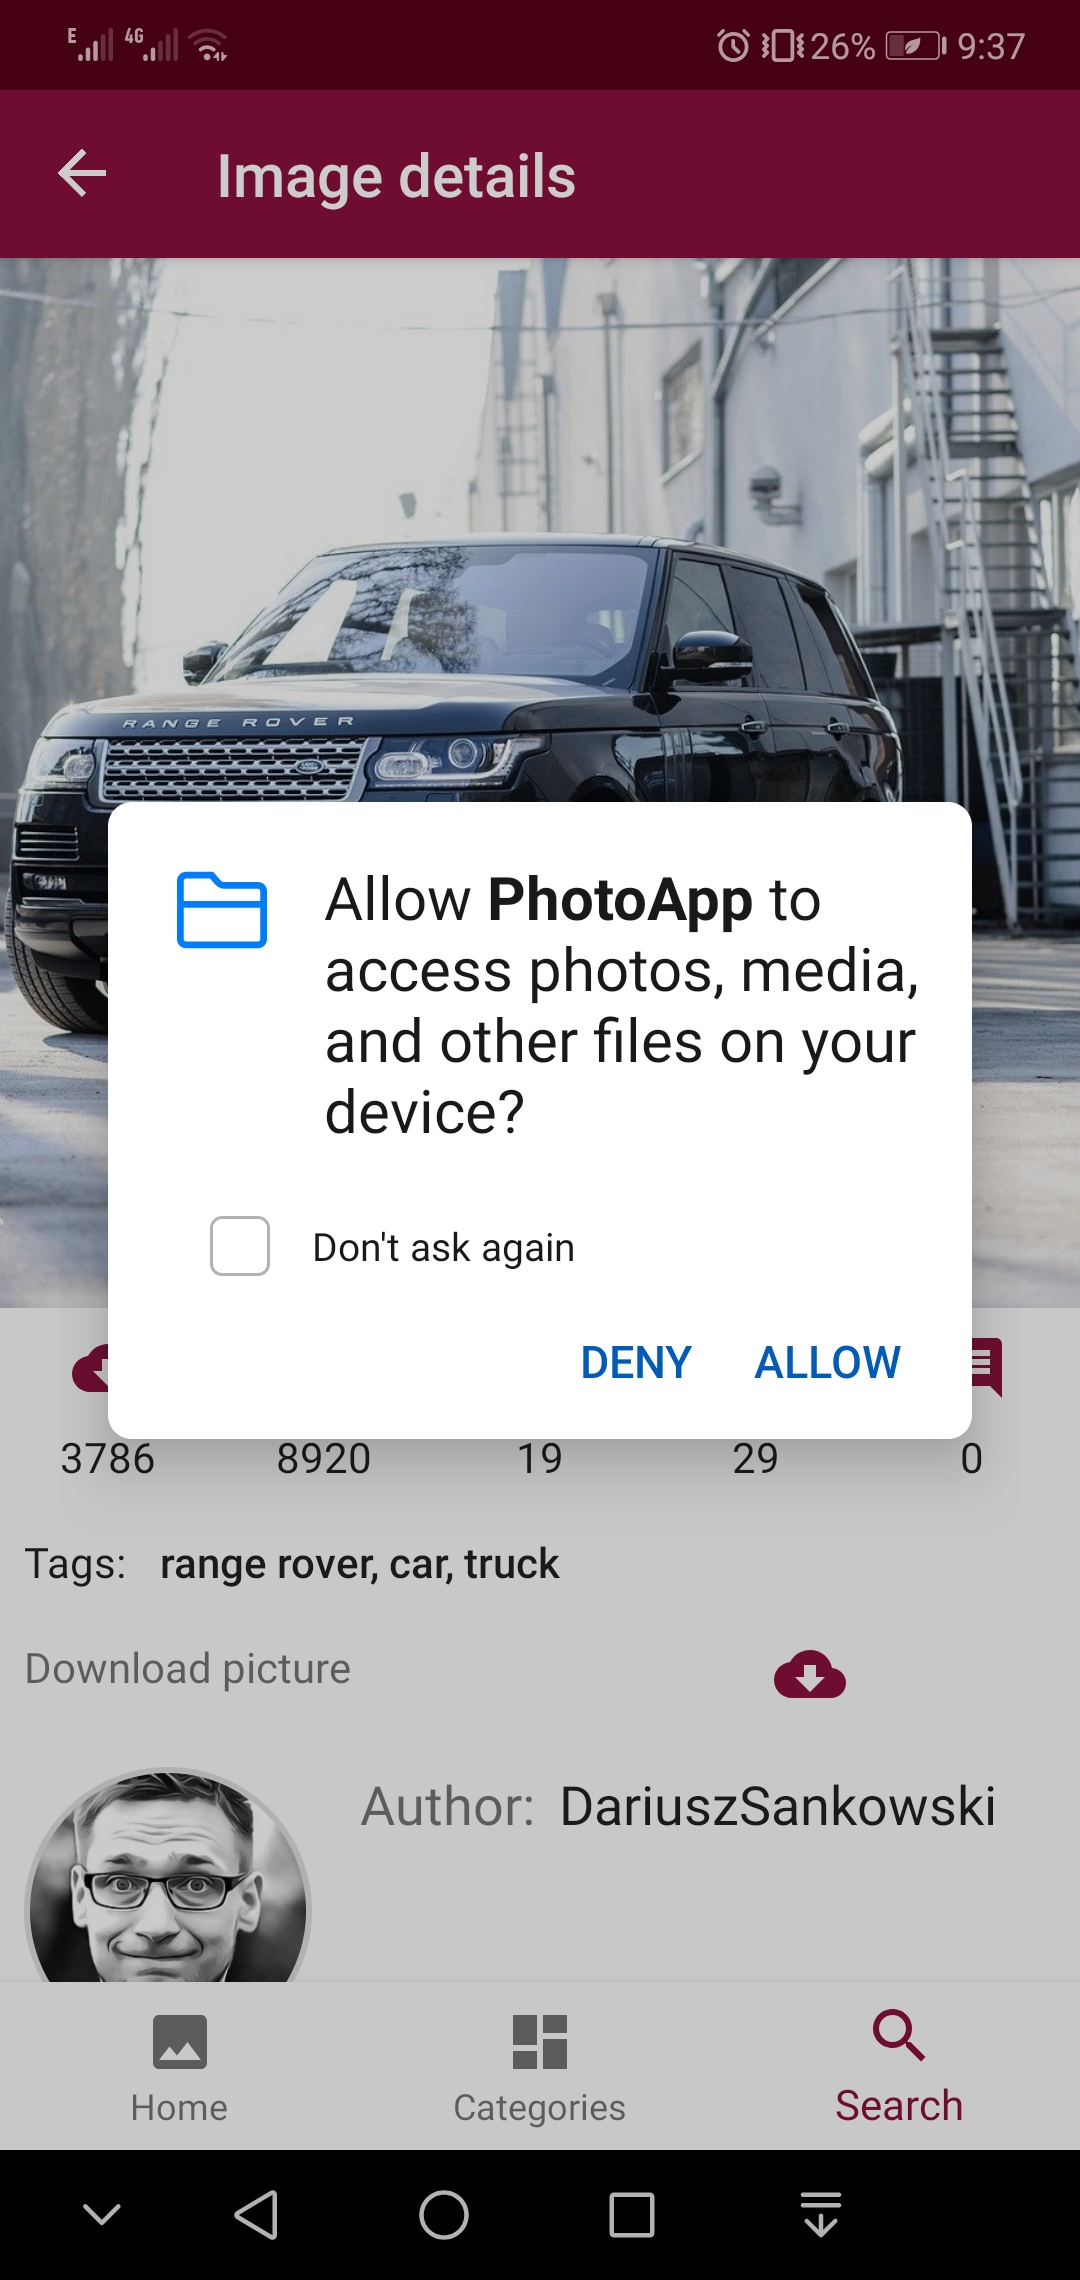 E 4G 26% 9:37
Image details
RANGE ROVER
Allow PhotoApp to
access photos, media,
and other files on your
device?
Don't ask again
DENY ALLOW
3786 8920 19 29 0
Tags: range rover, car, truck
Download picture
Author: DariuszSankowski
Home Categories Search